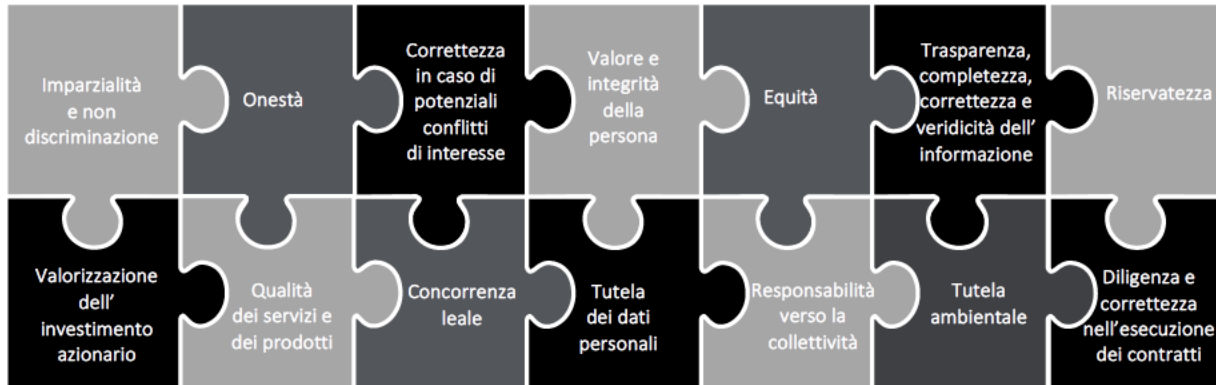 Imparzialità
e non
discriminazione
Onestà
Correttezza
in caso di
potenziali
conflitti
di interesse
Valore e
integrità
della
persona
Equità
Trasparenza,
completezza,
correttezza e
veridicità dell’
informazione
Riservatezza
Valorizzazione
dell’
investimento
azionario
Qualità
dei servizi e
dei prodotti
Concorrenza
leale
Tutela
dei dati
personali
Responsabilità
verso la
collettività
Tutela
ambientale
Diligenza e
correttezza
nell’esecuzione
dei contratti